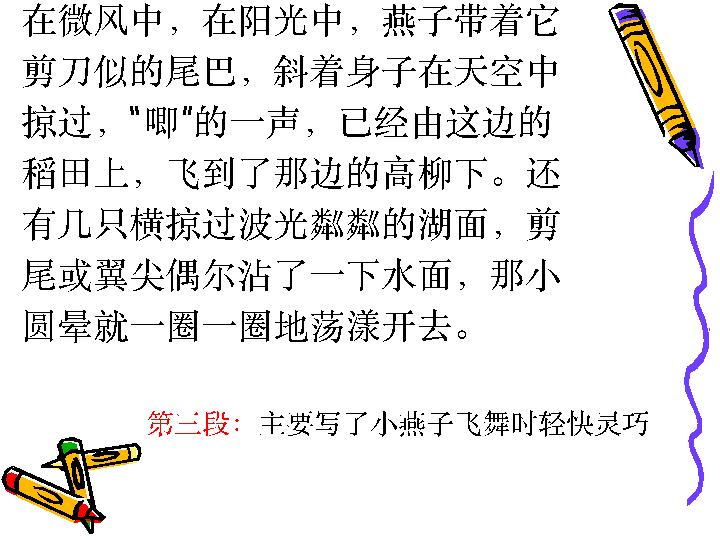 在微风中，在阳光中，燕子带着它
剪刀似的尾巴，斜着身子在天空中
掠过，“唧”的一声，已经由这边的
稻田上，飞到了那边的高柳下。还
有几只横掠过波光粼粼的湖面，剪
尾或翼尖偶尔沾了一下水面，那小
圆晕就一圈一圈地荡漾开去。
第三段：主要写了小燕子飞舞时轻快灵巧